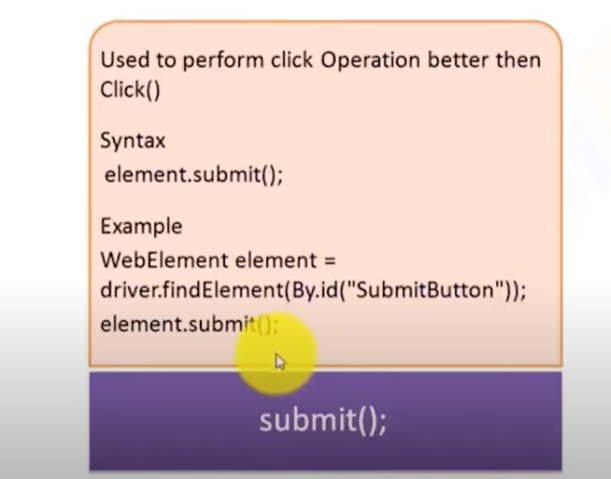 Used to perform click Operation better then
Click()
Syntax
element.submit();
Example
WebElement element =
driver.findElement(By.id("SubmitButton"));
element.submit();
submit();